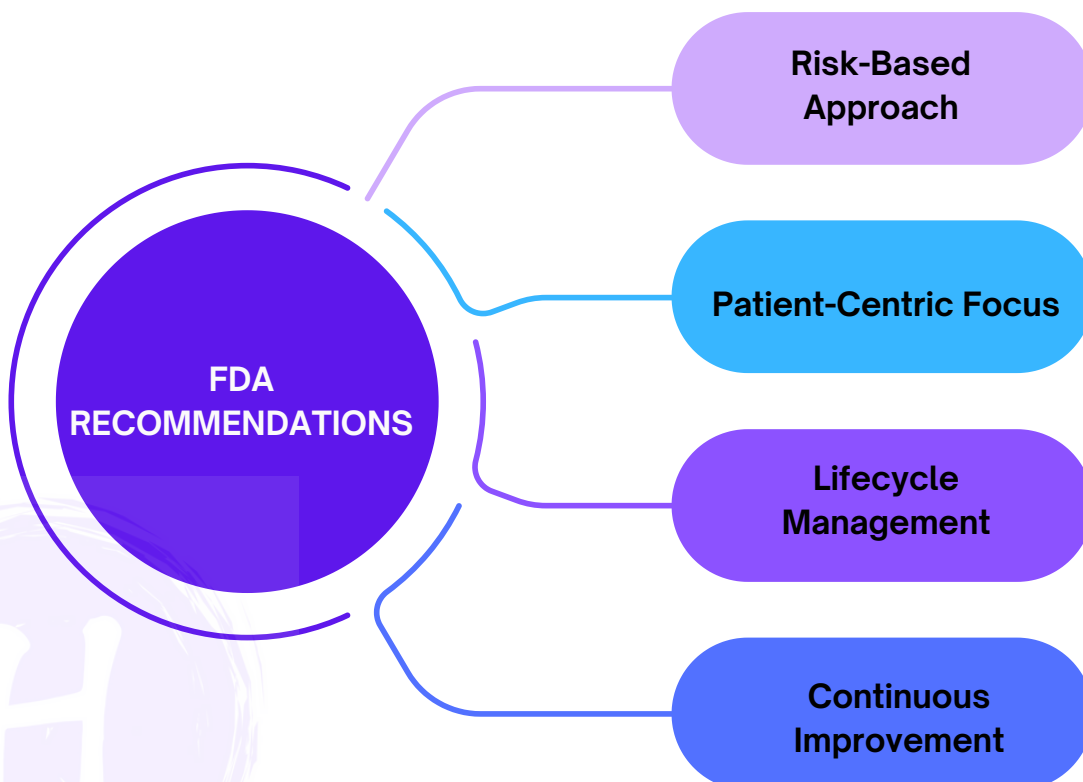 Risk-Based
Approach
Patient-Centric Focus
FDA
RECOMMENDATIONS
Lifecycle
Management
Continuous
Improvement